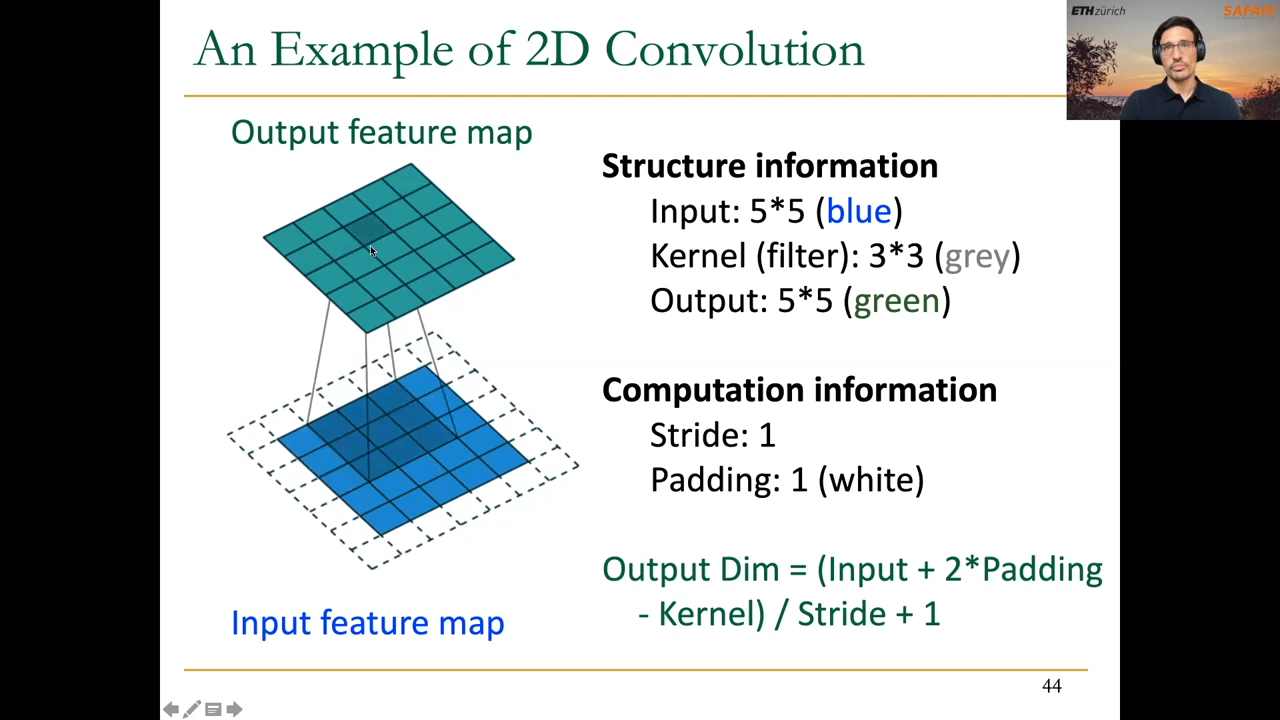 An Example of 2D Convolution
ETH zürich
SAFARI
Output feature map
Structure information
Input: 5*5 (blue)
Kernel (filter): 3*3 (grey)
Output: 5*5 (green)
Computation information
Stride: 1
Padding: 1 (white)
Output Dim = (Input + 2*Padding
- Kernel) / Stride + 1
Input feature map
44